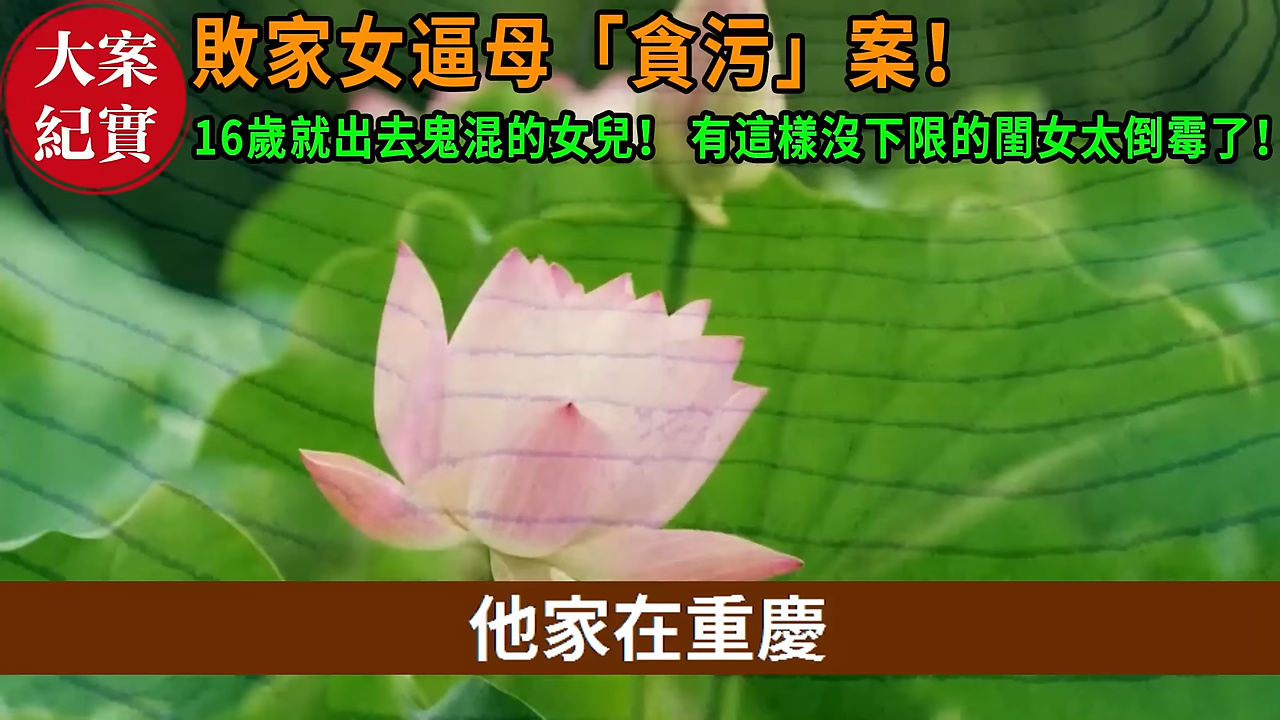 大案
紀實
敗家女逼母「貪污」案！
16歲就出去鬼混的女兒！ 有這樣沒下限的閨女太倒霉了！
他家在重慶